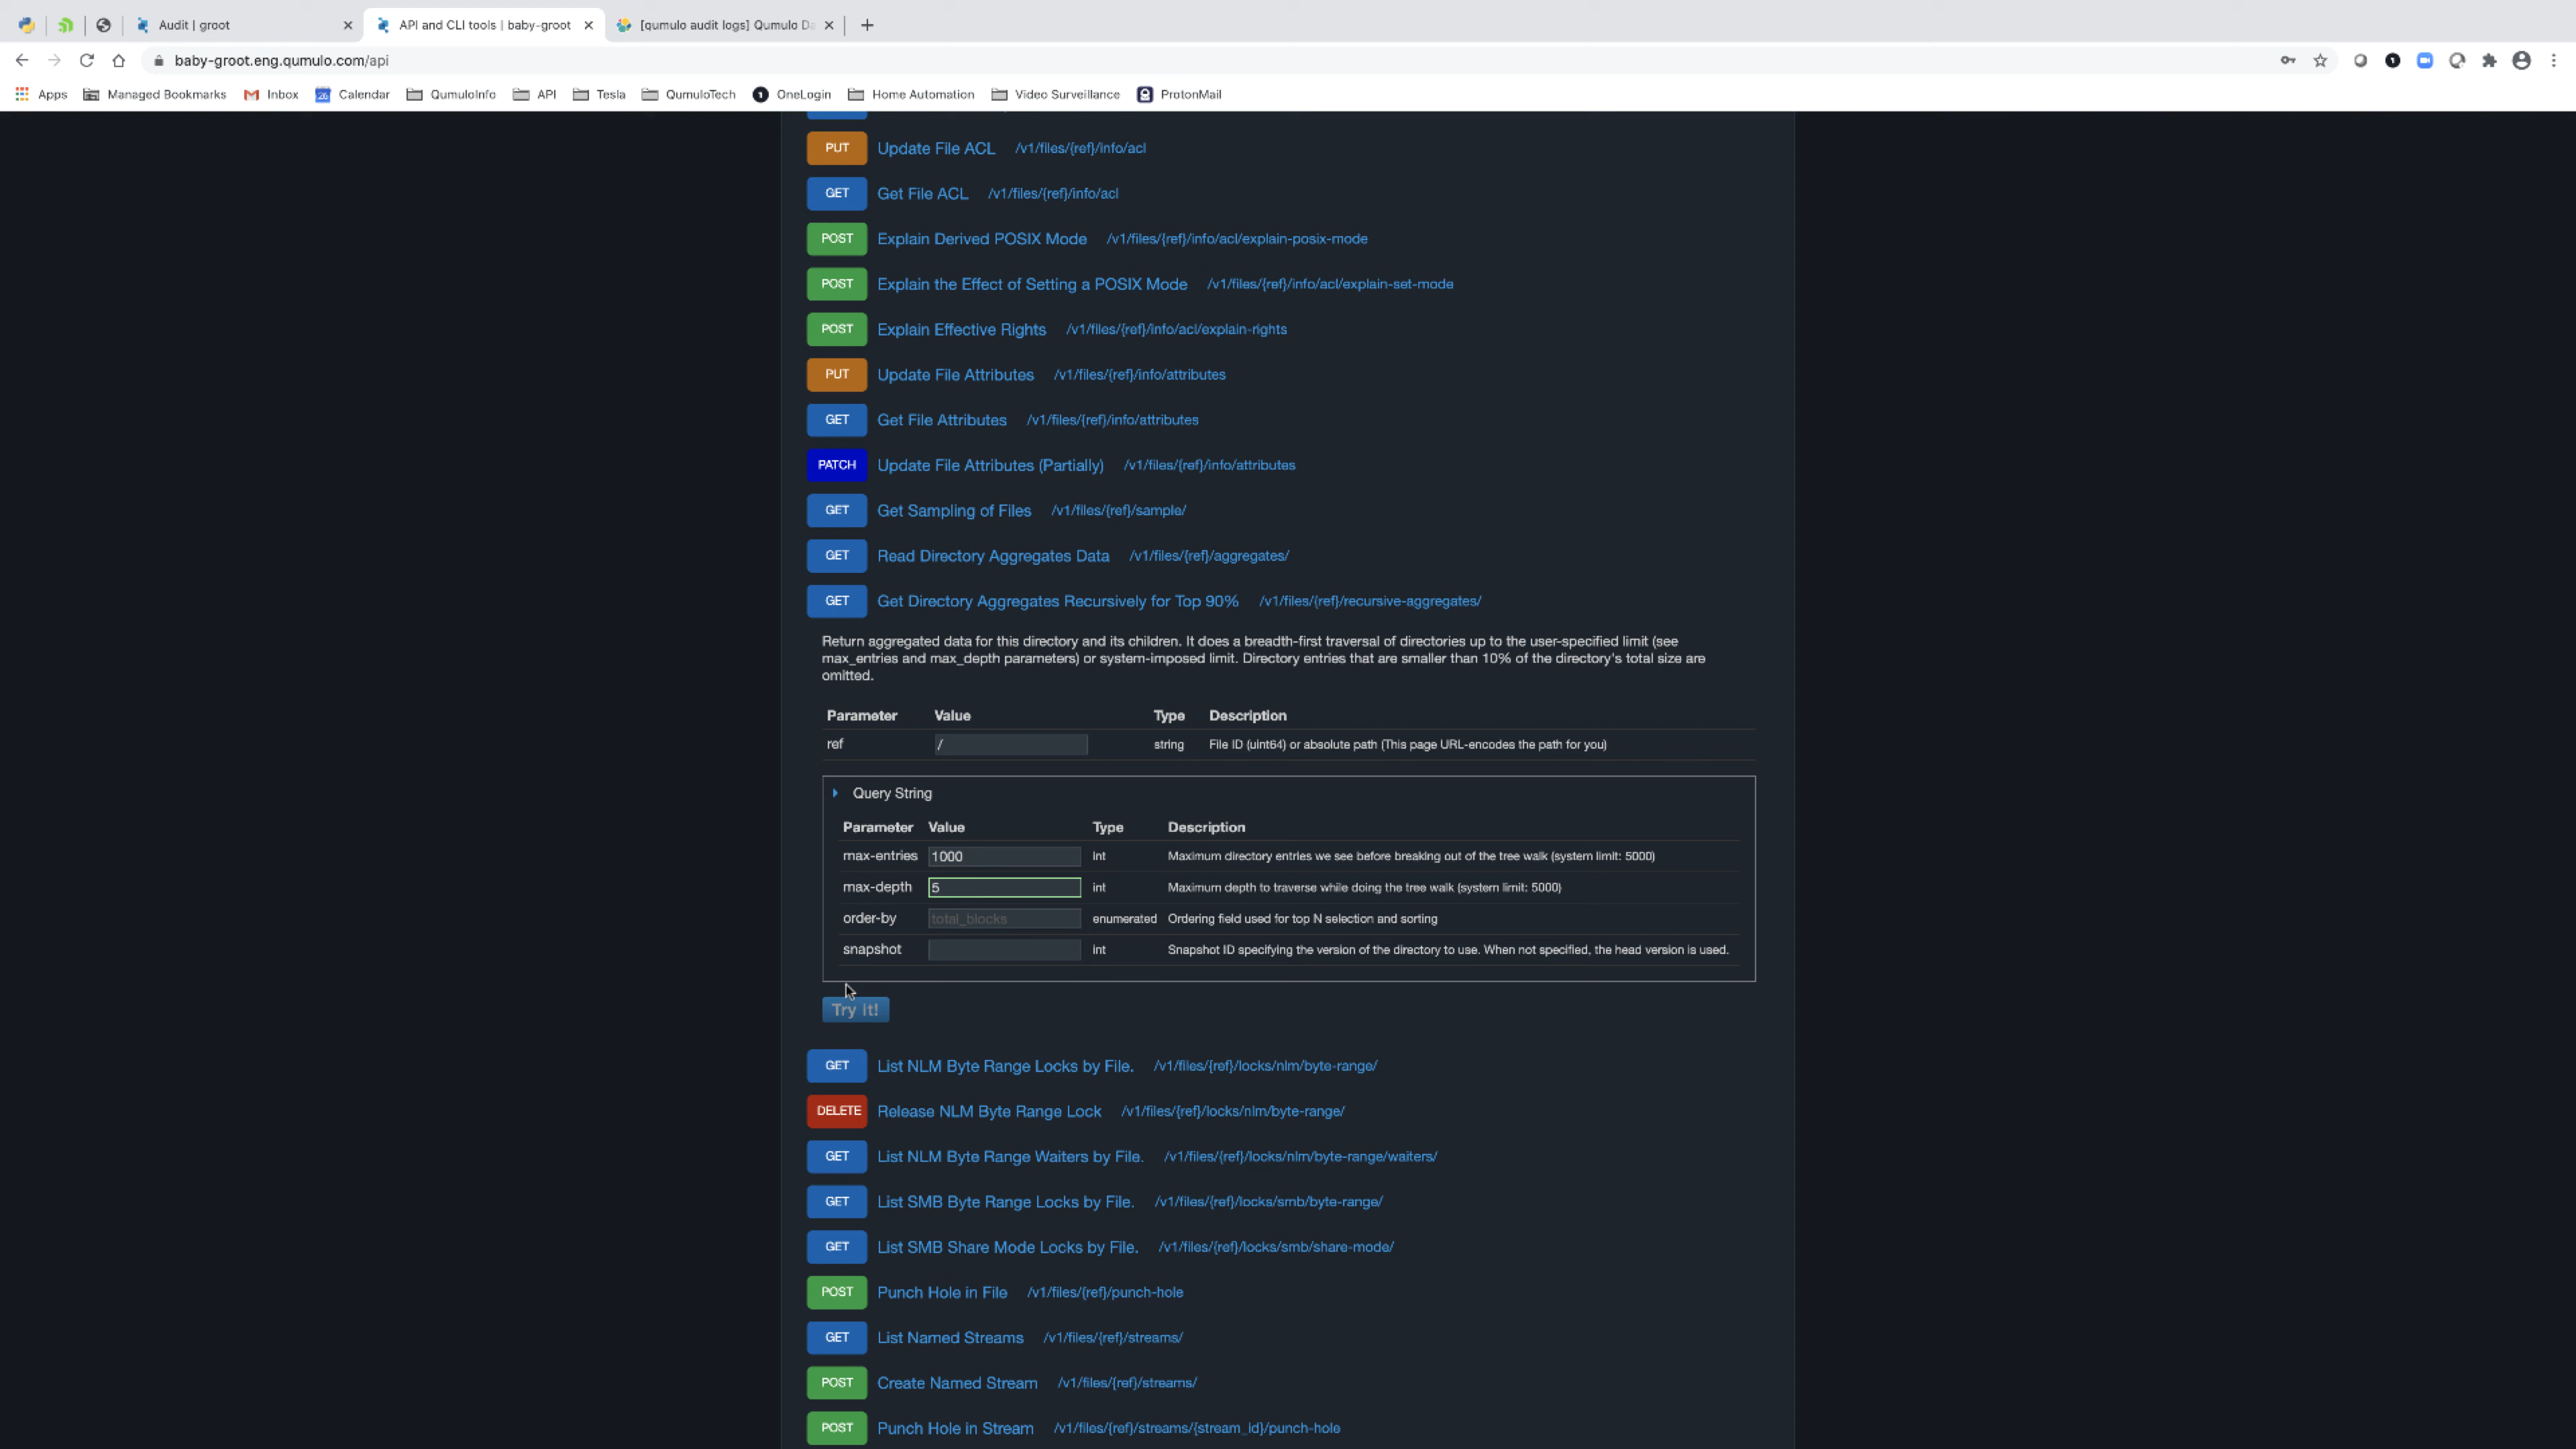 Audit | groot
API and CLI tools | baby-groot
[qumulo audit logs] Qumulo Da
baby-groot.eng.qumulo.com/api
Apps
Managed Bookmarks
Inbox
26
Calendar
QumuloInfo
API
Tesla
QumuloTech
OneLogin
Home Automation
Video Surveillance
ProtonMail
PUT Update File ACL /v1/files/{ref}/info/acl
GET Get File ACL /v1/files/{ref}/info/acl
POST Explain Derived POSIX Mode /v1/files/{ref}/info/acl/explain-posix-mode
POST Explain the Effect of Setting a POSIX Mode /v1/files/{ref}/info/acl/explain-set-mode
POST Explain Effective Rights /v1/files/{ref}/info/acl/explain-rights
PUT Update File Attributes /v1/files/{ref}/info/attributes
GET Get File Attributes /v1/files/{ref}/info/attributes
PATCH Update File Attributes (Partially) /v1/files/{ref}/info/attributes
GET Get Sampling of Files /v1/files/{ref}/sample/
GET Read Directory Aggregates Data /v1/files/{ref}/aggregates/
GET Get Directory Aggregates Recursively for Top 90% /v1/files/{ref}/recursive-aggregates/
Return aggregated data for this directory and its children. It does a breadth-first traversal of directories up to the user-specified limit (see
max_entries and max_depth parameters) or system-imposed limit. Directory entries that are smaller than 10% of the directory's total size are
omitted.
Parameter Value Type Description
ref / string File ID (uint64) or absolute path (This page URL-encodes the path for you)
Query String
Parameter Value Type Description
max-entries 1000 int Maximum directory entries we see before breaking out of the tree walk (system limit: 5000)
max-depth 5 int Maximum depth to traverse while doing the tree walk (system limit: 5000)
order-by total_blocks enumerated Ordering field used for top N selection and sorting
snapshot int Snapshot ID specifying the version of the directory to use. When not specified, the head version is used.
Try it!
GET List NLM Byte Range Locks by File. /v1/files/{ref}/locks/nlm/byte-range/
DELETE Release NLM Byte Range Lock /v1/files/{ref}/locks/nlm/byte-range/
GET List NLM Byte Range Waiters by File. /v1/files/{ref}/locks/nlm/byte-range/waiters/
GET List SMB Byte Range Locks by File. /v1/files/{ref}/locks/smb/byte-range/
GET List SMB Share Mode Locks by File. /v1/files/{ref}/locks/smb/share-mode/
POST Punch Hole in File /v1/files/{ref}/punch-hole
GET List Named Streams /v1/files/{ref}/streams/
POST Create Named Stream /v1/files/{ref}/streams/
POST Punch Hole in Stream /v1/files/{ref}/streams/{stream_id}/punch-hole